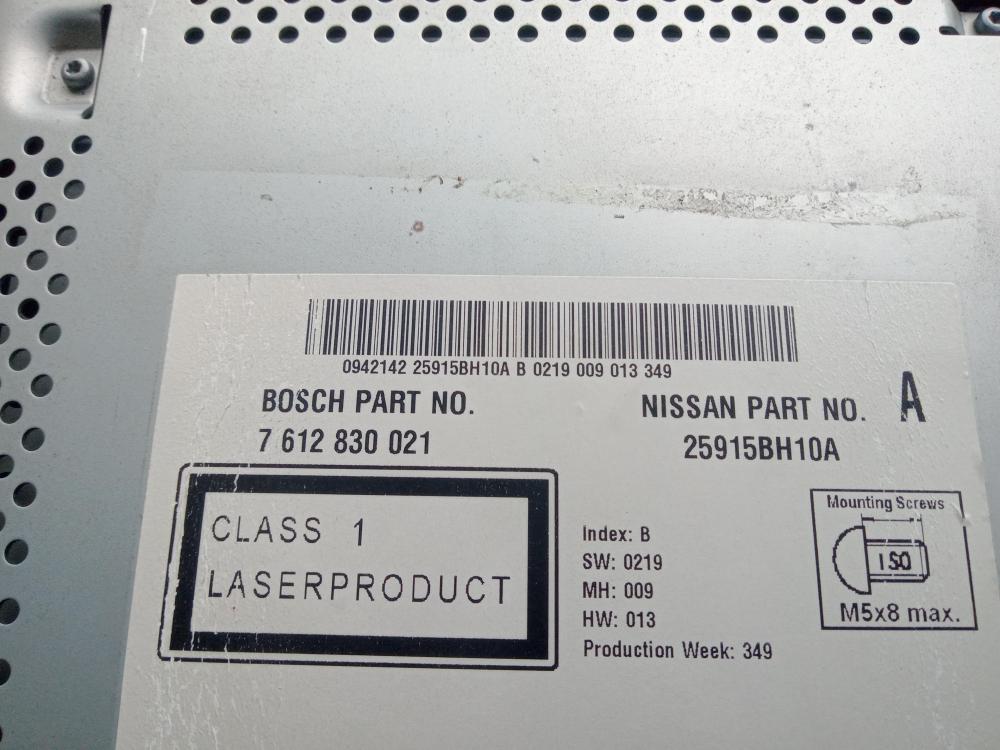 0942142 25915BH10A B 0219 009 013 349
BOSCH PART NO.
7 612 830 021
NISSAN PART NO. A
25915BH10A
CLASS 1
LASERPRODUCT
Index: B
SW: 0219
MH: 009
HW: 013
Production Week: 349
Mounting Screws
ISO
M5x8 max.